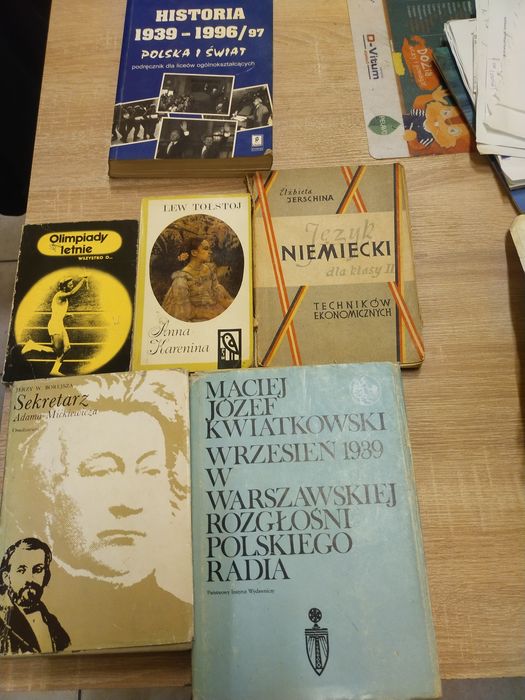 HISTORIA
1939 - 1996/97
POLSKA I ŚWIAT
podręcznik dla liceów ogólnokształcących
D-Vitum
Olimpiady
letnie
WSZYSTKO O...
LEW TOŁSTOJ
Anna
Karenina
Elżbieta
JERSCHINA
Język
NIEMIECKI
dla klasy II
TECHNIKÓW
EKONOMICZNYCH
JERZY W. BOREJSZA
Sekretarz
Adama Mickiewicza
MACIEJ
JÓZEF
KWIATKOWSKI
WRZESIEŃ 1939
W
WARSZAWSKIEJ
ROZGŁOŚNI
POLSKIEGO
RADIA
Państwowy Instytut Wydawniczy